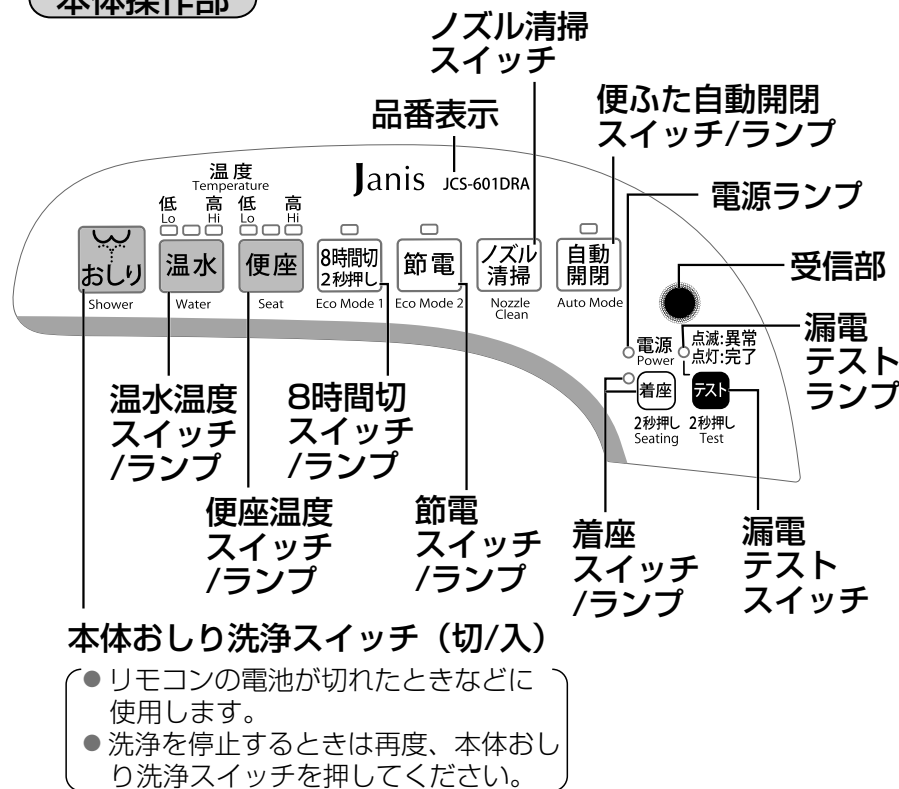 本体操作部
ノズル清掃
スイッチ
品番表示
便ふた自動開閉
スイッチ/ランプ
電源ランプ
受信部
漏電
テスト
ランプ
Janis JCS-601DRA
温度
Temperature
低 高 低 高
Lo Hi Lo Hi
おしり
Shower
温水
Water
便座
Seat
8時間切
2秒押し
Eco Mode 1
節電
Eco Mode 2
ノズル
清掃
Nozzle
Clean
自動
開閉
Auto Mode
電源
Power
点滅:異常
点灯:完了
着座
2秒押し
Seating
テスト
2秒押し
Test
温水温度
スイッチ
/ランプ
8時間切
スイッチ
/ランプ
便座温度
スイッチ
/ランプ
節電
スイッチ
/ランプ
着座
スイッチ
/ランプ
漏電
テスト
スイッチ
本体おしり洗浄スイッチ(切/入)
●リモコンの電池が切れたときなどに
使用します。
●洗浄を停止するときは再度、本体おし
り洗浄スイッチを押してください。